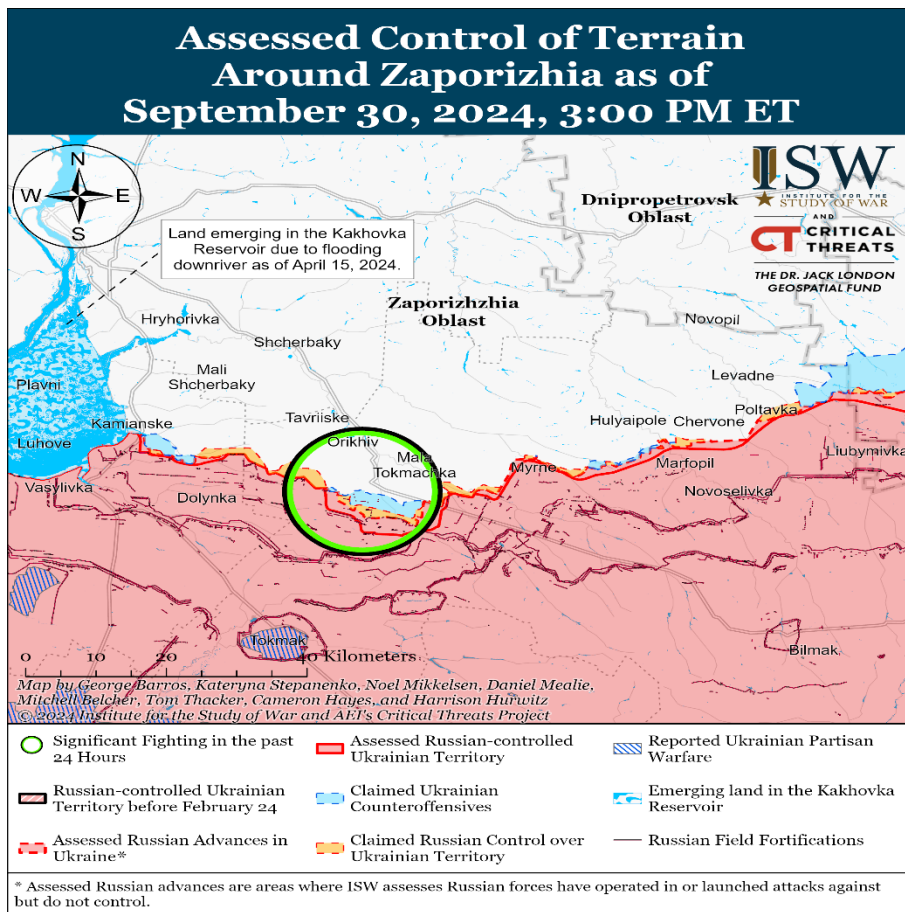 Assessed Control of Terrain
Around Zaporizhia as of
September 30, 2024, 3:00 PM ET
N
W
E
S
ISW
INSTITUTE FOR THE
STUDY OF WAR
AND
CT CRITICAL
THREATS
THE DR. JACK LONDON
GEOSPATIAL FUND
Dnipropetrovsk
Oblast
Land emerging in the Kakhovka
Reservoir due to flooding
downriver as of April 15, 2024.
Zaporizhzhia
Oblast
Hryhorivka
Novopil
Shcherbaky
Mali
Shcherbaky
Levadne
Plavni
Tavriiske
Poltavka
Kamianske
Hulyaipole
Chervone
Luhove
Orikhiv
Mala
Tokmachka
Myrne
Marfopil
Liubymivka
Vasylivka
Dolynka
Novoselivka
Tokmak
Bilmak
0 10 20 40 Kilometers
Map by George Barros, Kateryna Stepanenko, Noel Mikkelsen, Daniel Mealie,
Mitchell Belcher, Tom Thacker, Cameron Hayes, and Harrison Hurwitz
© 2024 Institute for the Study of War and AEI's Critical Threats Project
Significant Fighting in the past
24 Hours
Assessed Russian-controlled
Ukrainian Territory
Reported Ukrainian Partisan
Warfare
Russian-controlled Ukrainian
Territory before February 24
Claimed Ukrainian
Counteroffensives
Emerging land in the Kakhovka
Reservoir
Assessed Russian Advances in
Ukraine*
Claimed Russian Control over
Ukrainian Territory
Russian Field Fortifications
* Assessed Russian advances are areas where ISW assesses Russian forces have operated in or launched attacks against
but do not control.